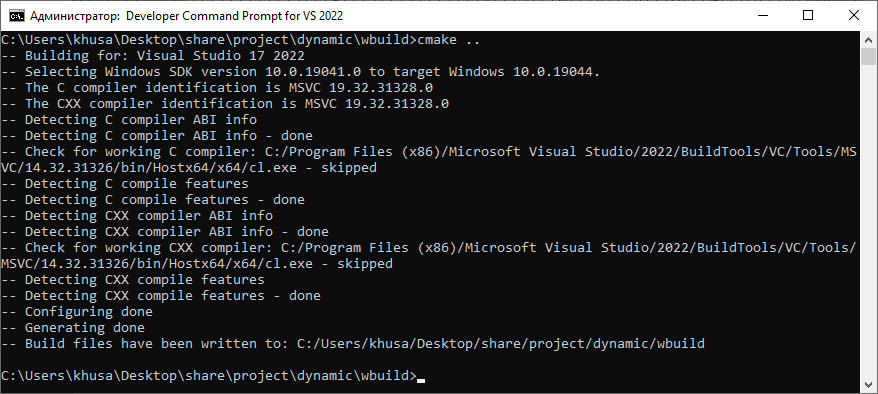 Администратор: Developer Command Prompt for VS 2022
C:\Users\khusa\Desktop\share\project\dynamic\wbuild>cmake ..
-- Building for: Visual Studio 17 2022
-- Selecting Windows SDK version 10.0.19041.0 to target Windows 10.0.19044.
-- The C compiler identification is MSVC 19.32.31328.0
-- The CXX compiler identification is MSVC 19.32.31328.0
-- Detecting C compiler ABI info
-- Detecting C compiler ABI info - done
-- Check for working C compiler: C:/Program Files (x86)/Microsoft Visual Studio/2022/BuildTools/VC/Tools/MS
VC/14.32.31326/bin/Hostx64/x64/cl.exe - skipped
-- Detecting C compile features
-- Detecting C compile features - done
-- Detecting CXX compiler ABI info
-- Detecting CXX compiler ABI info - done
-- Check for working CXX compiler: C:/Program Files (x86)/Microsoft Visual Studio/2022/BuildTools/VC/Tools/
MSVC/14.32.31326/bin/Hostx64/x64/cl.exe - skipped
-- Detecting CXX compile features
-- Detecting CXX compile features - done
-- Configuring done
-- Generating done
-- Build files have been written to: C:/Users/khusa/Desktop/share/project/dynamic/wbuild
C:\Users\khusa\Desktop\share\project\dynamic\wbuild>